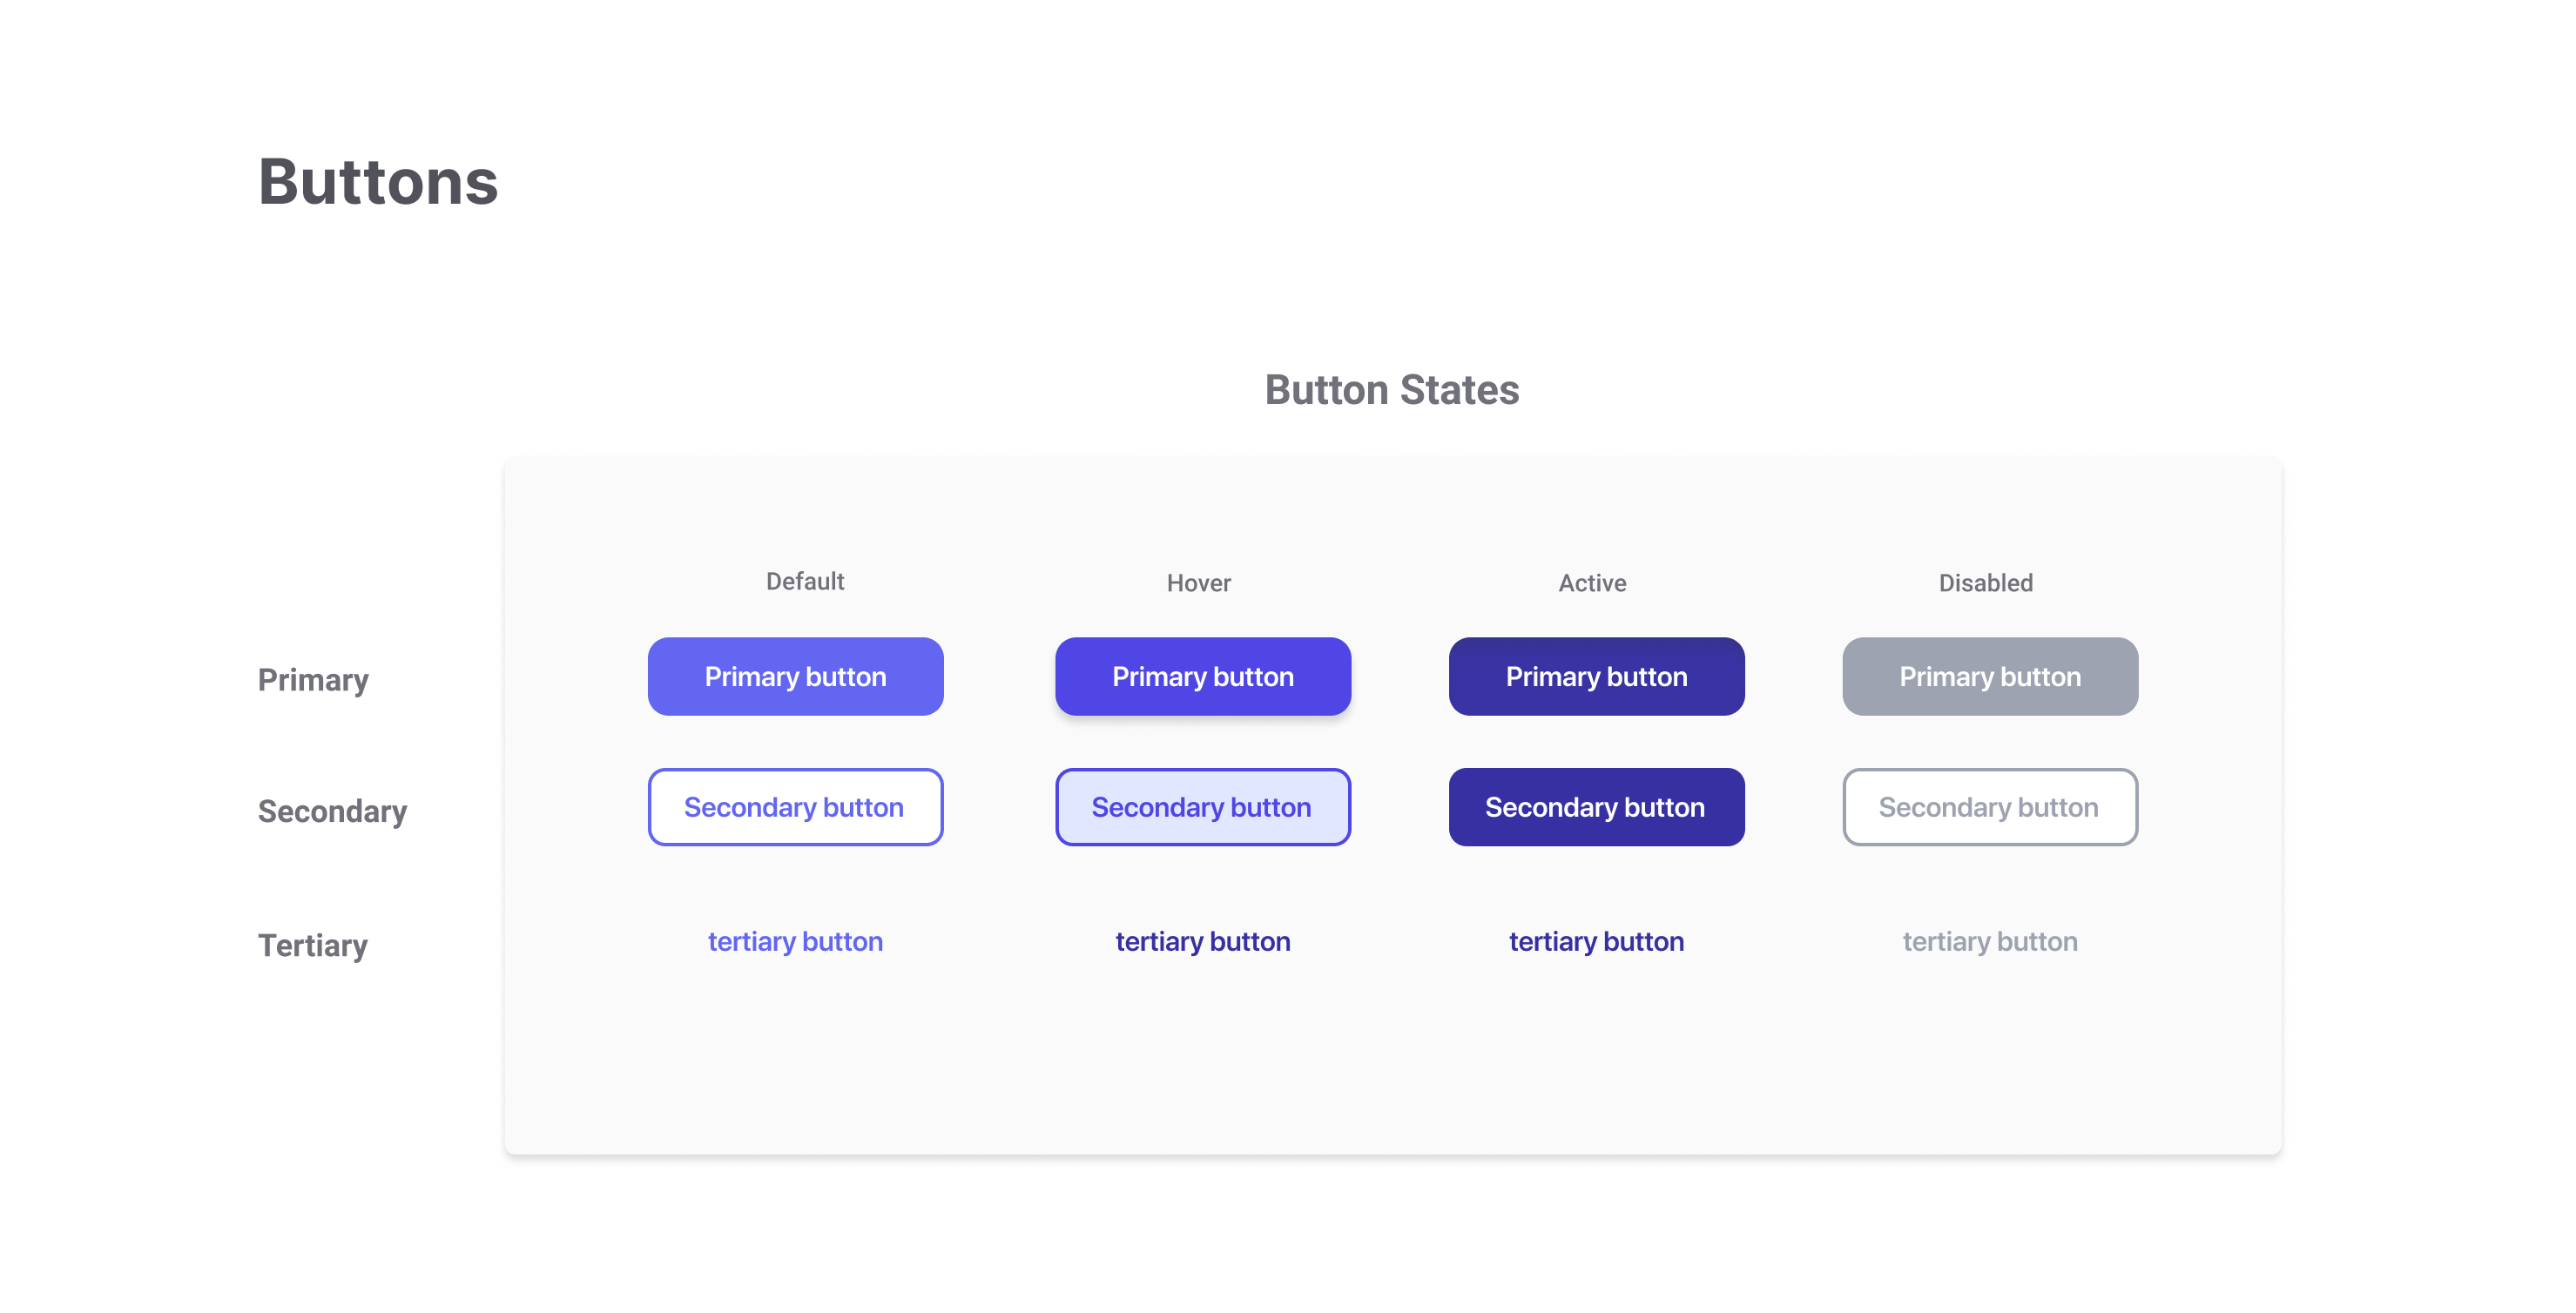 Buttons
Button States
Default Hover Active Disabled
Primary Primary button Primary button Primary button Primary button
Secondary Secondary button Secondary button Secondary button Secondary button
Tertiary tertiary button tertiary button tertiary button tertiary button